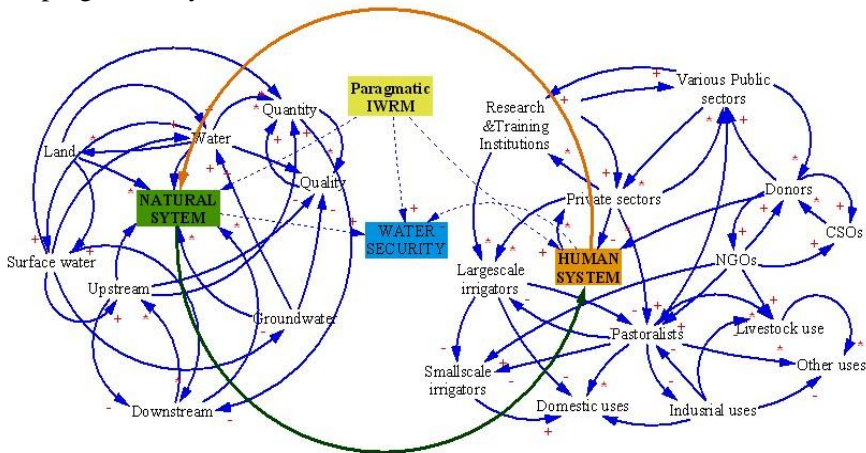 Paragmatic
IWRM
Various Public
sectors
Research
&Training
Institutions
Quantity
Water
Land
Quality
NATURAL
SYTEM
Private sectors
Donors
CSOs
WATER
SECURITY
HUMAN
SYSTEM
NGOs
Surface water
Upstream
Groundwater
Largescale
irrigators
Pastoralists
Livestock use
Other uses
Smallscale
irrigators
Downstream
Domestic uses
Indusrial uses